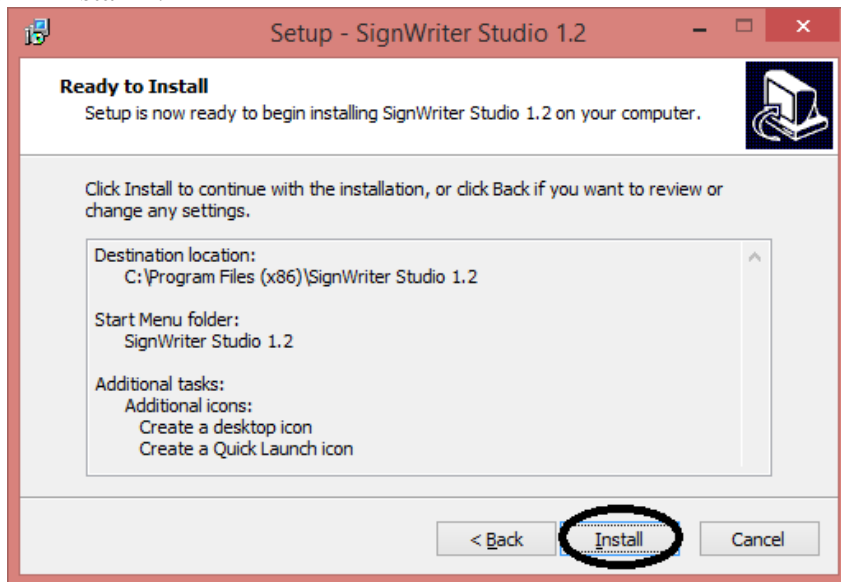 Setup - SignWriter Studio 1.2
Ready to Install
Setup is now ready to begin installing SignWriter Studio 1.2 on your computer.
Click Install to continue with the installation, or click Back if you want to review or
change any settings.
Destination location:
C:\Program Files (x86)\SignWriter Studio 1.2
Start Menu folder:
SignWriter Studio 1.2
Additional tasks:
Additional icons:
Create a desktop icon
Create a Quick Launch icon
< Back Install Cancel